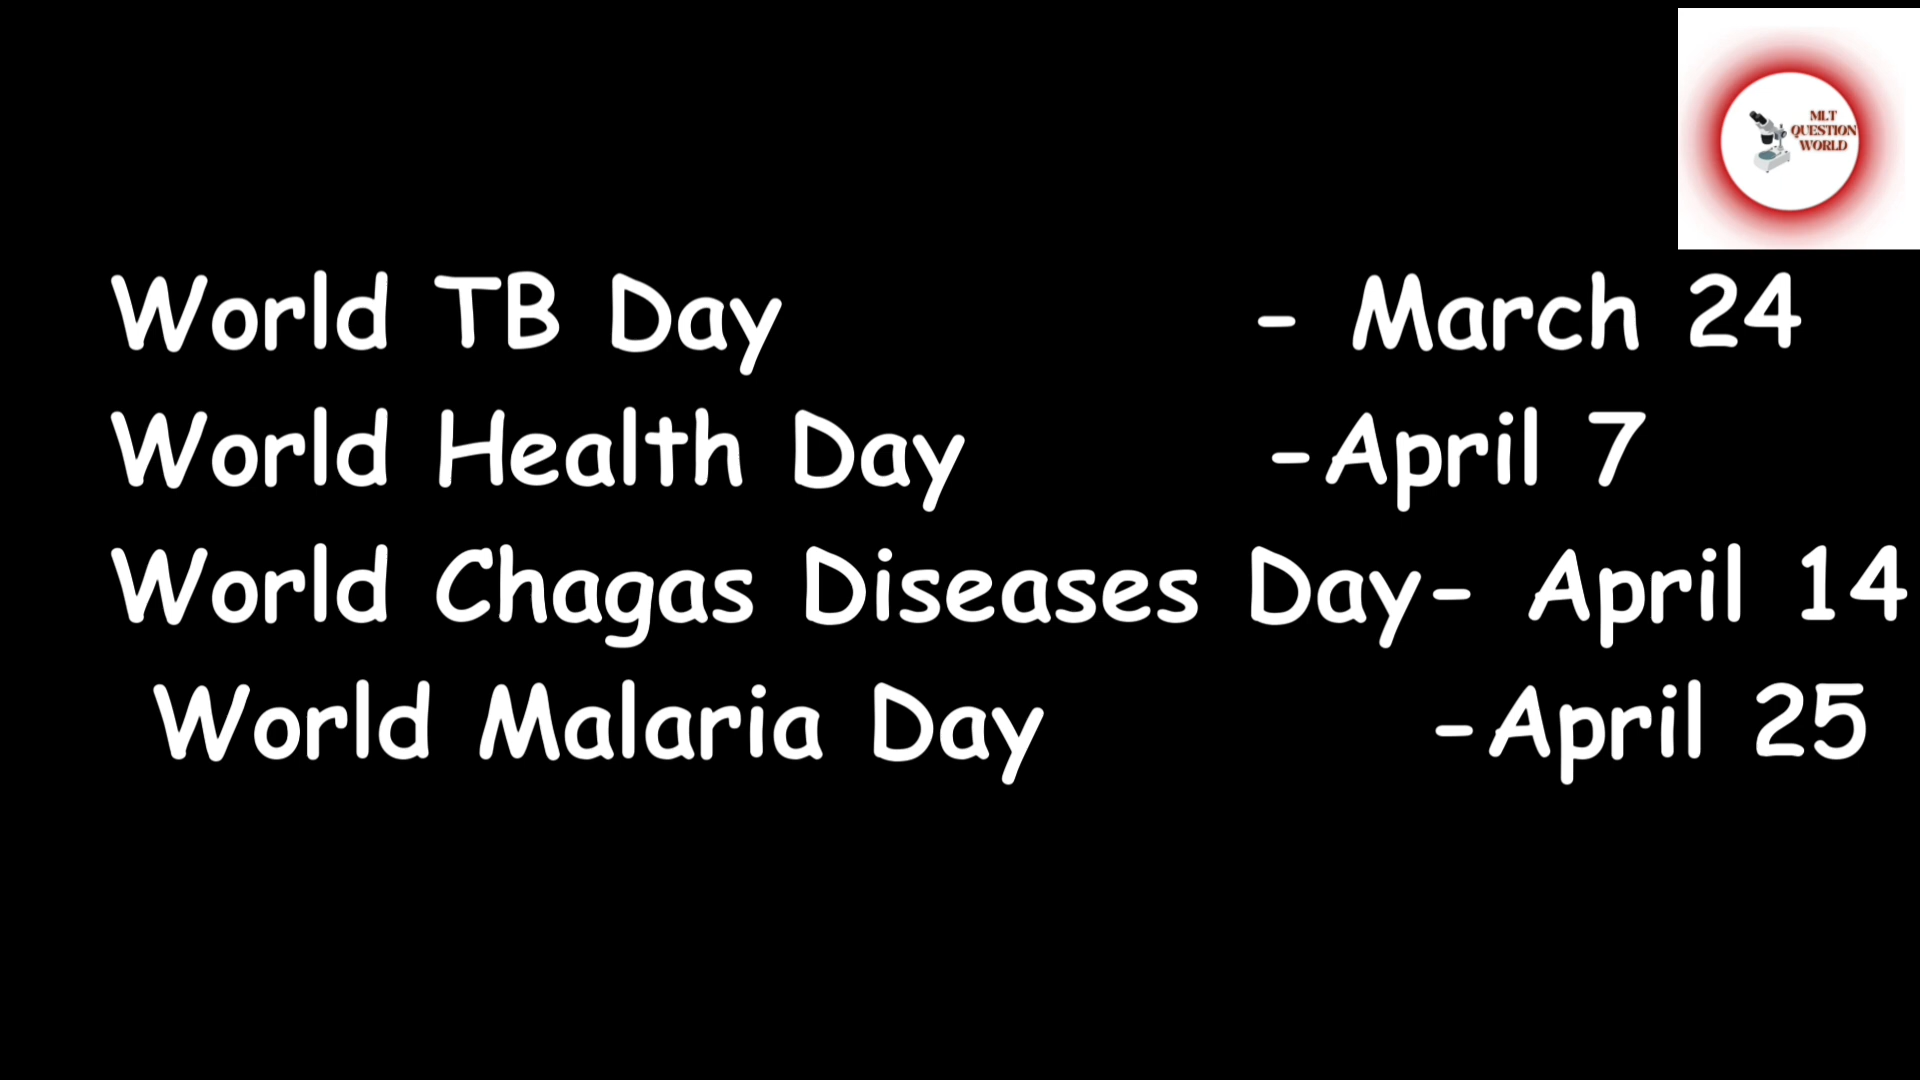 MLT
QUESTION
WORLD
World TB Day - March 24
World Health Day -April 7
World Chagas Diseases Day- April 14
World Malaria Day -April 25